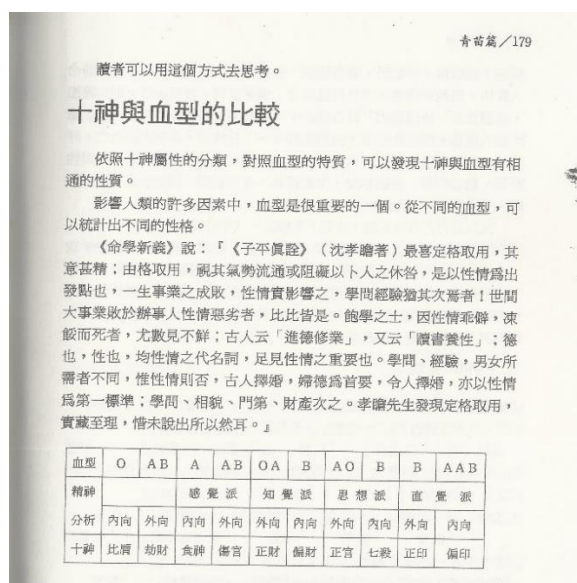 青苗篇／179
讀者可以用這個方式去思考。
十神與血型的比較
依照十神屬性的分類，對照血型的特質，可以發現十神與血型有相
通的性質。
影響人類的許多因素中，血型是很重要的一個。從不同的血型，可
以統計出不同的性格。
《命學新義》說：『《子平眞詮》（沈孝瞻著）最喜定格取用，其
意甚精；由格取用，視其氣勢流通或阻礙以卜人之休咎，是以性情爲出
發點也，一生事業之成敗，性情實影響之，學問經驗猶其次焉者！世間
大事業敗於辦事人性情惡劣者，比比皆是。飽學之士，因性情乖僻，凍
餒而死者，尤數見不鮮；古人云「進德修業」，又云「讀書養性」；德
也，性也，均性情之代名詞，足見性情之重要也。學問、經驗，男女所
需者不同，惟性情則否，古人擇婚，婦德爲首要，令人擇婚，亦以性情
爲第一標準；學問、相貌、門第、財產次之。孝瞻先生發現定格取用，
實藏至理，惜未說出所以然耳。』
血型 O AB A AB OA B AO B B AAB
精神 感覺派 知覺派 思想派 直覺派
分析 內向 外向 內向 外向 外向 內向 外向 內向 外向 內向
十神 比肩 劫財 食神 傷官 正財 偏財 正官 七殺 正印 偏印